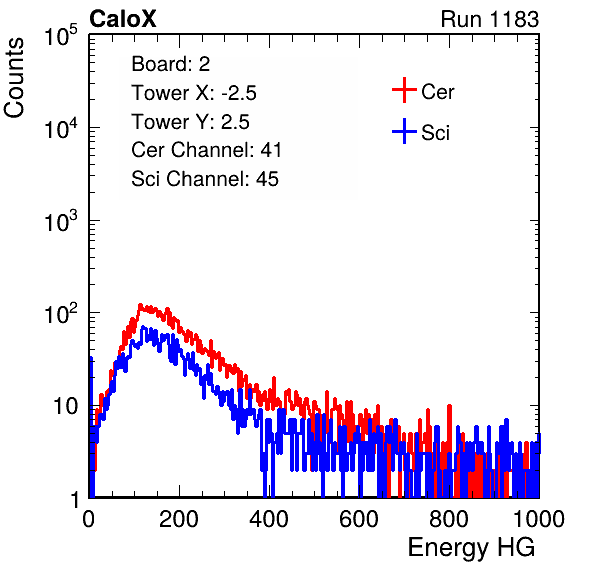 CaloX Run 1183
Counts
Board: 2
Tower X: -2.5
Tower Y: 2.5
Cer Channel: 41
Sci Channel: 45
Cer
Sci
10^5
10^4
10^3
10^2
10
1
0 200 400 600 800 1000
Energy HG